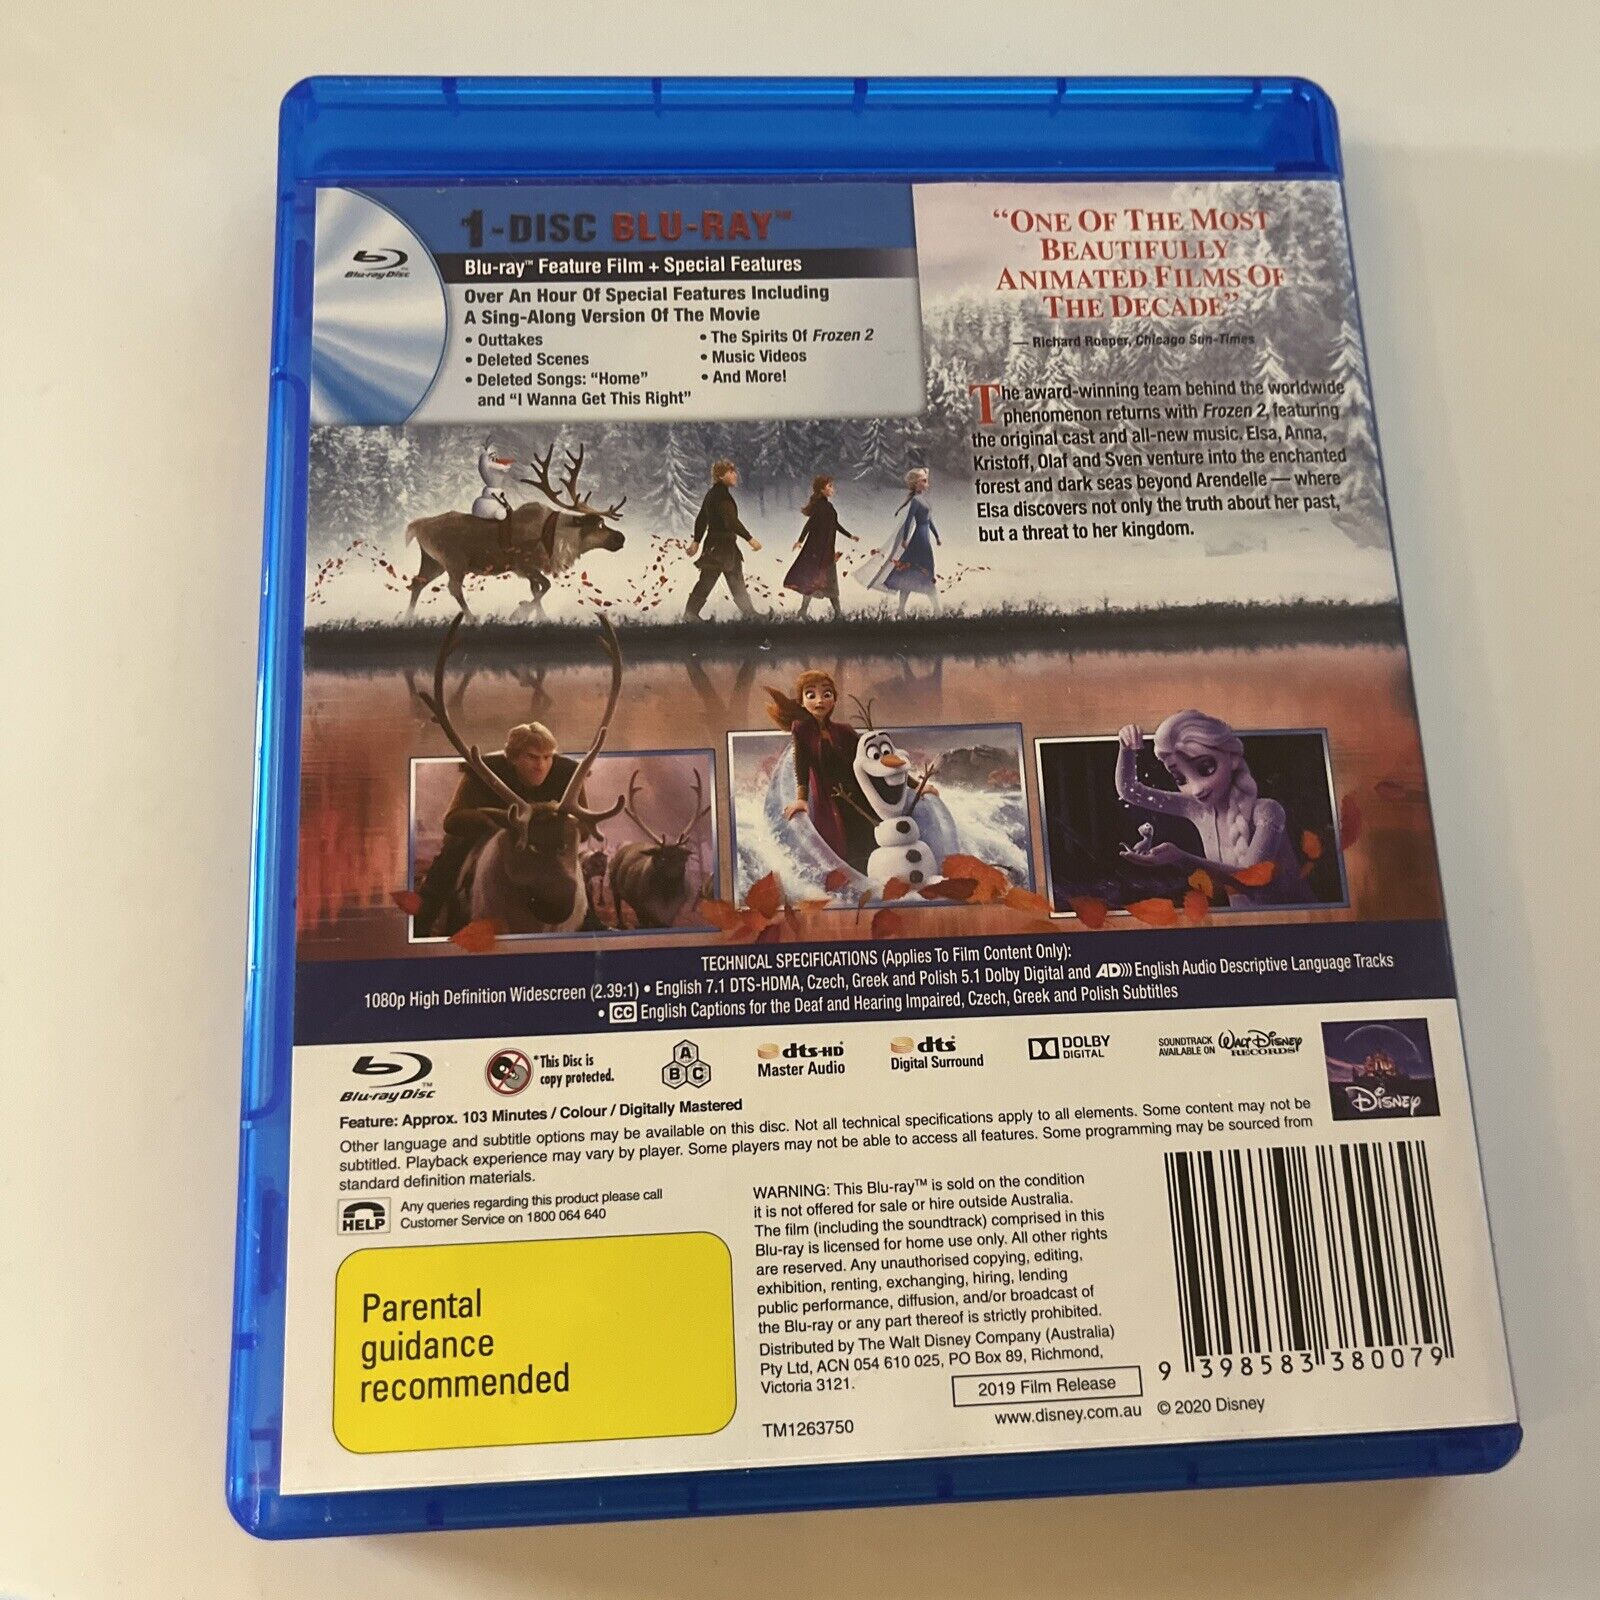 1-DISC BLU-RAY™
Blu-ray Disc
Blu-ray™ Feature Film + Special Features
Over An Hour Of Special Features Including
A Sing-Along Version Of The Movie
• Outtakes
• Deleted Scenes
• Deleted Songs: “Home”
and “I Wanna Get This Right”
• The Spirits Of Frozen 2
• Music Videos
• And More!
“ONE OF THE MOST
BEAUTIFULLY
ANIMATED FILMS OF
THE DECADE”
— Richard Roeper, Chicago Sun-Times
The award-winning team behind the worldwide
phenomenon returns with Frozen 2, featuring
the original cast and all-new music. Elsa, Anna,
Kristoff, Olaf and Sven venture into the enchanted
forest and dark seas beyond Arendelle — where
Elsa discovers not only the truth about her past,
but a threat to her kingdom.
TECHNICAL SPECIFICATIONS (Applies To Film Content Only):
1080p High Definition Widescreen (2.39:1) • English 7.1 DTS-HDMA, Czech, Greek and Polish 5.1 Dolby Digital and AD))) English Audio Descriptive Language Tracks
• CC English Captions for the Deaf and Hearing Impaired, Czech, Greek and Polish Subtitles
Blu-ray Disc™
*This Disc is
copy protected.
A
B C
dts-HD
Master Audio
dts
Digital Surround
DOLBY
DIGITAL
SOUNDTRACK
AVAILABLE ON
WALT DISNEY
RECORDS
DISNEY
Feature: Approx. 103 Minutes / Colour / Digitally Mastered
Other language and subtitle options may be available on this disc. Not all technical specifications apply to all elements. Some content may not be
subtitled. Playback experience may vary by player. Some players may not be able to access all features. Some programming may be sourced from
standard definition materials.
HELP
Any queries regarding this product please call
Customer Service on 1800 064 640
Parental
guidance
recommended
WARNING: This Blu-ray™ is sold on the condition
it is not offered for sale or hire outside Australia.
The film (including the soundtrack) comprised in this
Blu-ray is licensed for home use only. All other rights
are reserved. Any unauthorised copying, editing,
exhibition, renting, exchanging, hiring, lending
public performance, diffusion, and/or broadcast of
the Blu-ray or any part thereof is strictly prohibited.
Distributed by The Walt Disney Company (Australia)
Pty Ltd, ACN 054 610 025, PO Box 89, Richmond,
Victoria 3121.
2019 Film Release
TM1263750
www.disney.com.au
© 2020 Disney
9 398583 380079